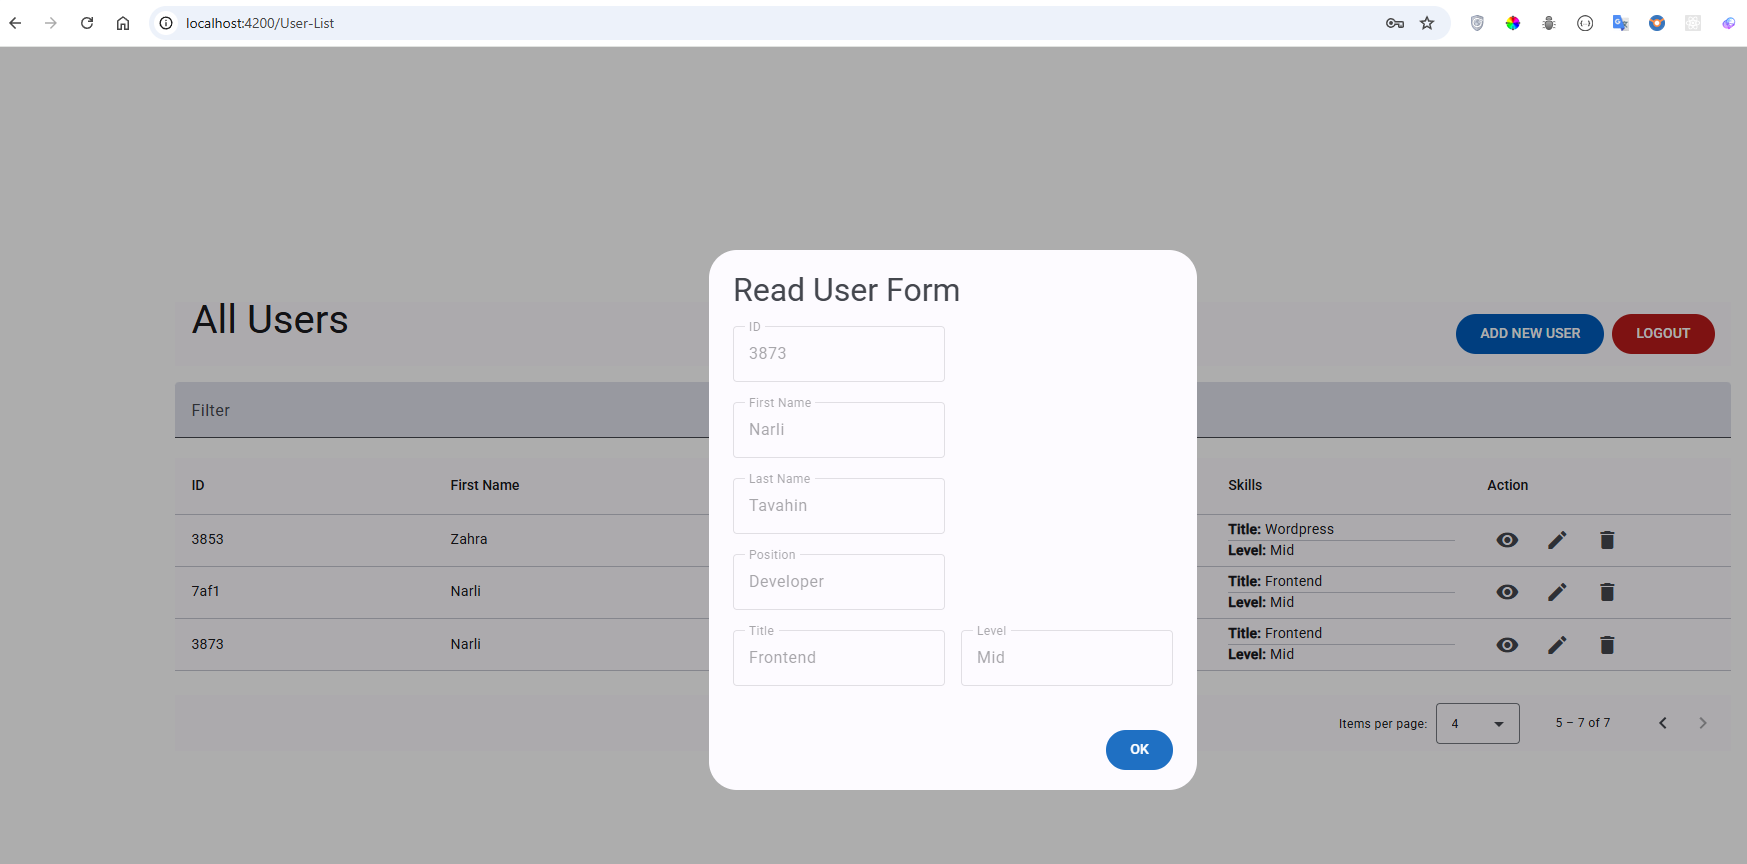 localhost:4200/User-List
All Users
ADD NEW USER
LOGOUT
Filter
ID
First Name
Skills
Action
3853
Zahra
Title: Wordpress
Level: Mid
7af1
Narli
Title: Frontend
Level: Mid
3873
Narli
Title: Frontend
Level: Mid
Items per page:
4
5 – 7 of 7
Read User Form
ID
3873
First Name
Narli
Last Name
Tavahin
Position
Developer
Title
Frontend
Level
Mid
OK